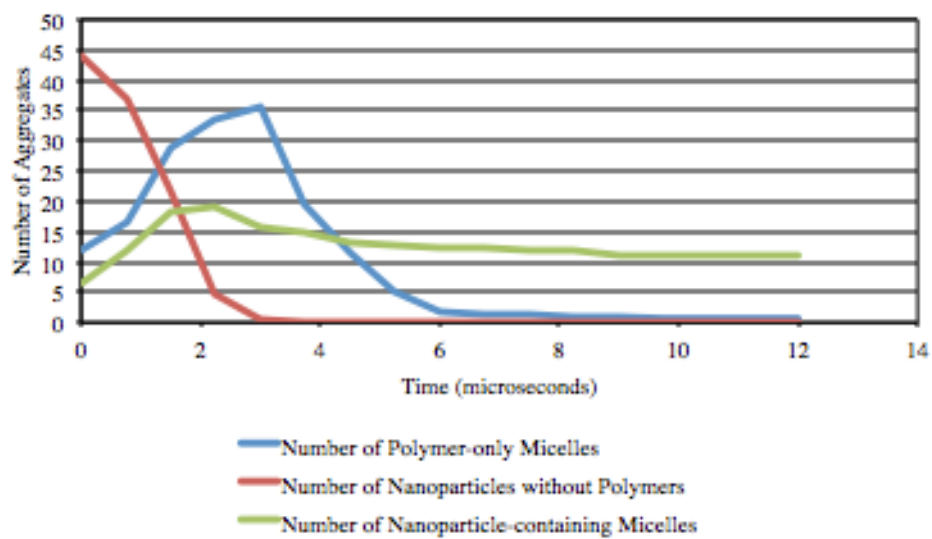 50
45
40
35
30
25
20
15
10
5
0
Number of Aggregates
0 2 4 6 8 10 12 14
Time (microseconds)
Number of Polymer-only Micelles
Number of Nanoparticles without Polymers
Number of Nanoparticle-containing Micelles